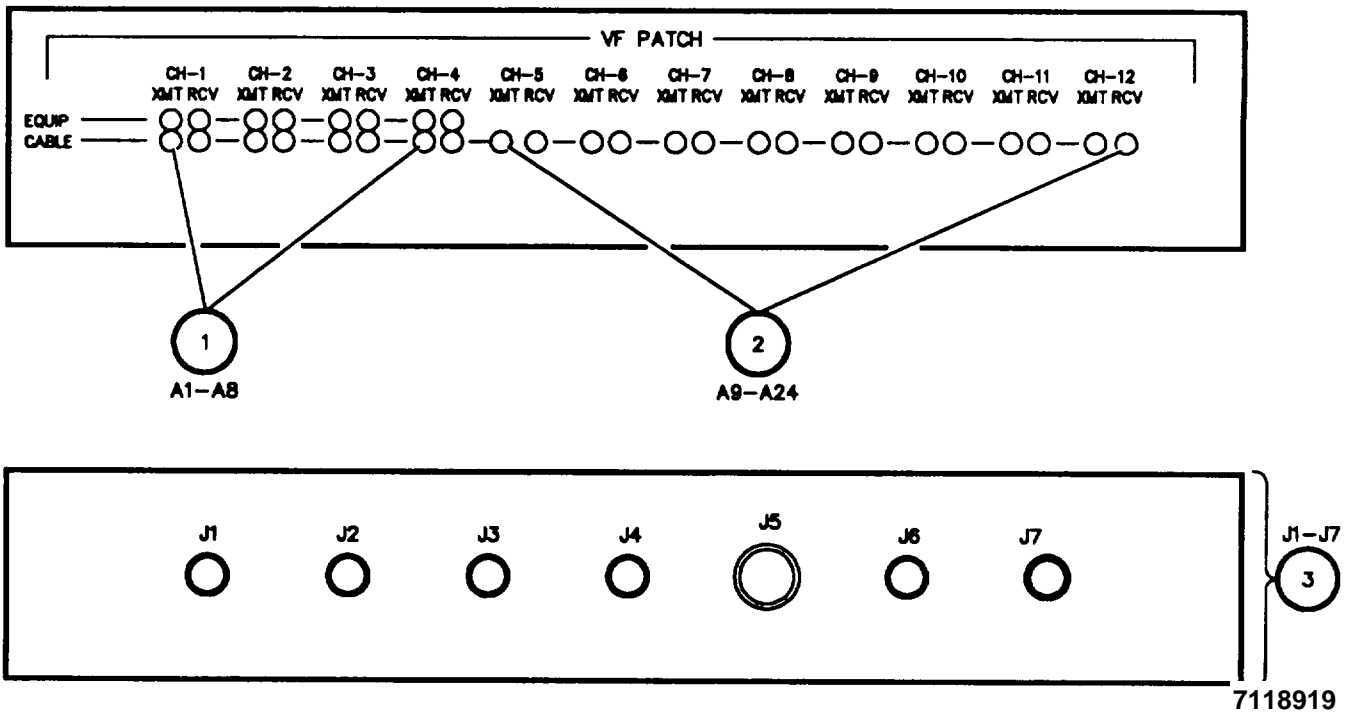 VF PATCH
CH-1 CH-2 CH-3 CH-4 CH-5 CH-6 CH-7 CH-8 CH-9 CH-10 CH-11 CH-12
XMT RCV XMT RCV XMT RCV XMT RCV XMT RCV XMT RCV XMT RCV XMT RCV XMT RCV XMT RCV XMT RCV XMT RCV
EQUIP
CABLE
1 2
A1-A8 A9-A24
J1 J2 J3 J4 J5 J6 J7
J1-J7
3
7118919